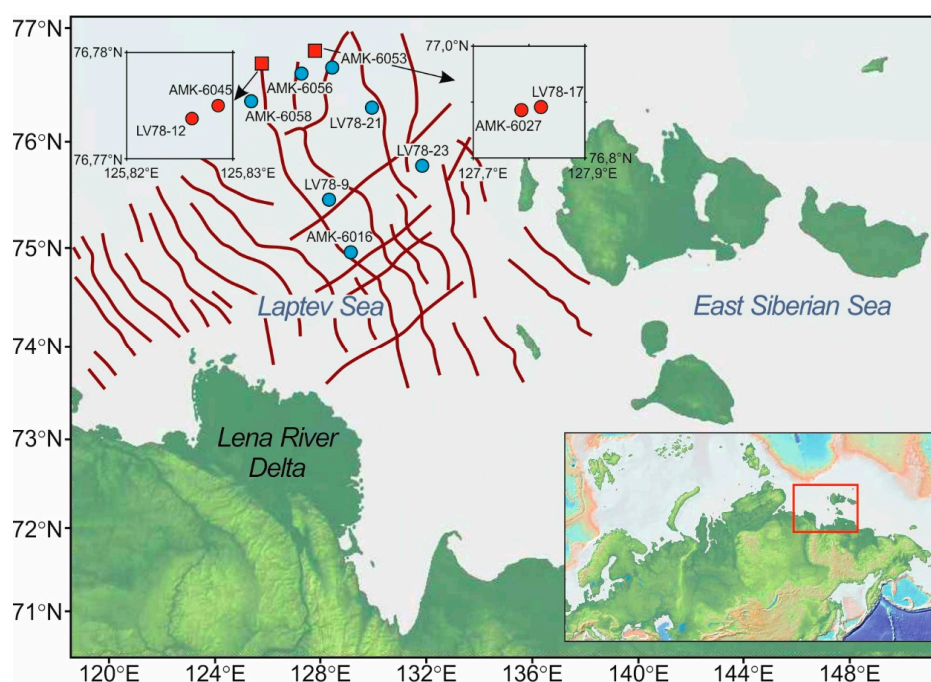 77°N
76°N
75°N
74°N
73°N
72°N
71°N
76,78°N
AMK-6045
LV78-12
76,77°N
125,82°E
125,83°E
AMK-6053
AMK-6056
AMK-6058
LV78-21
LV78-23
LV78-9
AMK-6016
77,0°N
LV78-17
AMK-6027
76,8°N
127,7°E
127,9°E
Laptev Sea
East Siberian Sea
Lena River
Delta
120°E
124°E
128°E
132°E
136°E
140°E
144°E
148°E